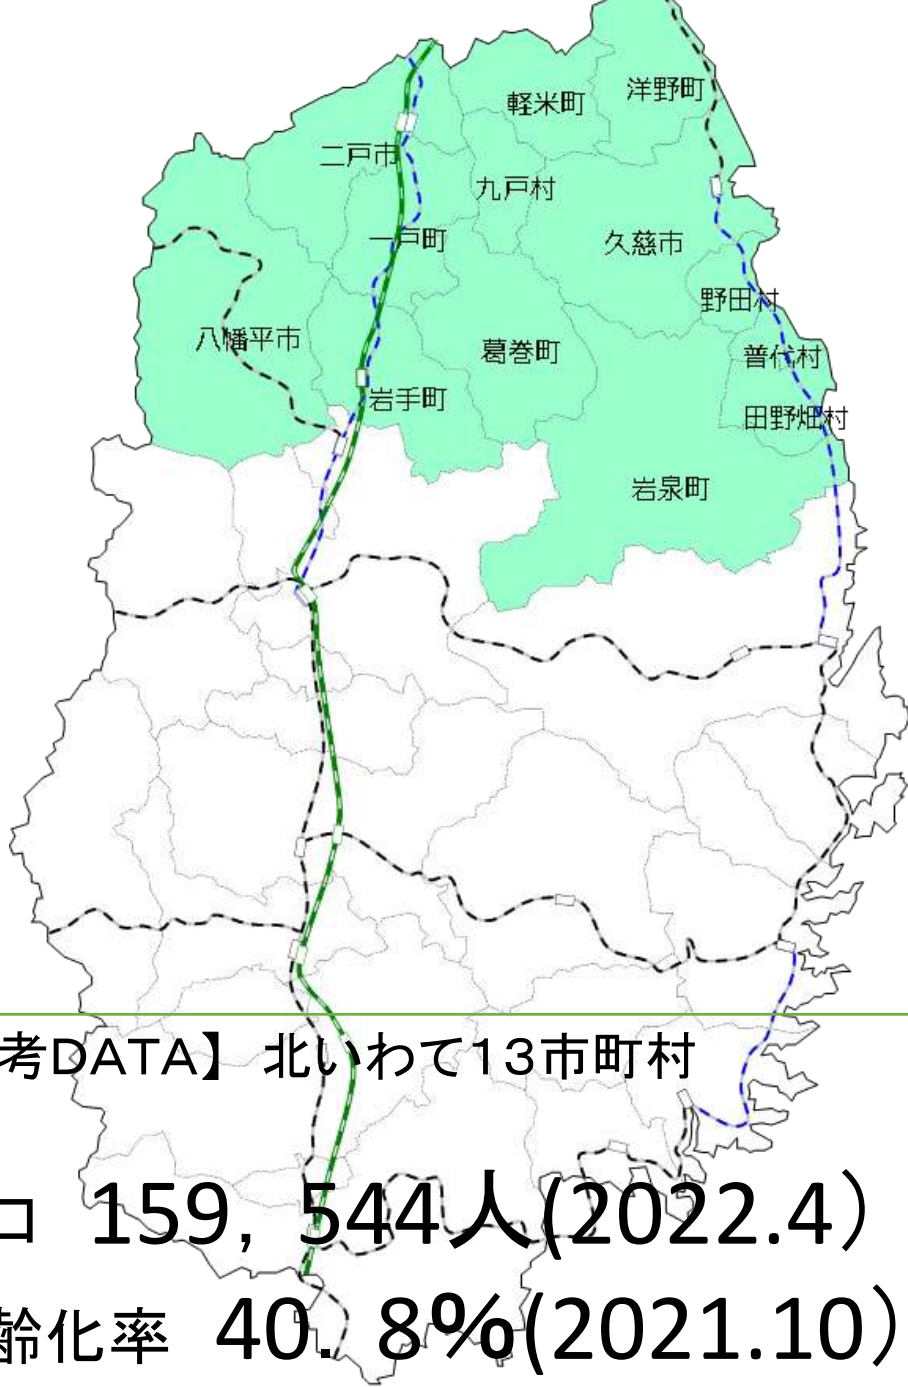 洋野町
軽米町
二戸市
九戸村
一戸町
久慈市
野田村
八幡平市
葛巻町
普代村
岩手町
田野畑村
岩泉町
考DATA】 北いわて13市町村
口 159, 544人(2022.4)
齢化率 40. 8%(2021.10)